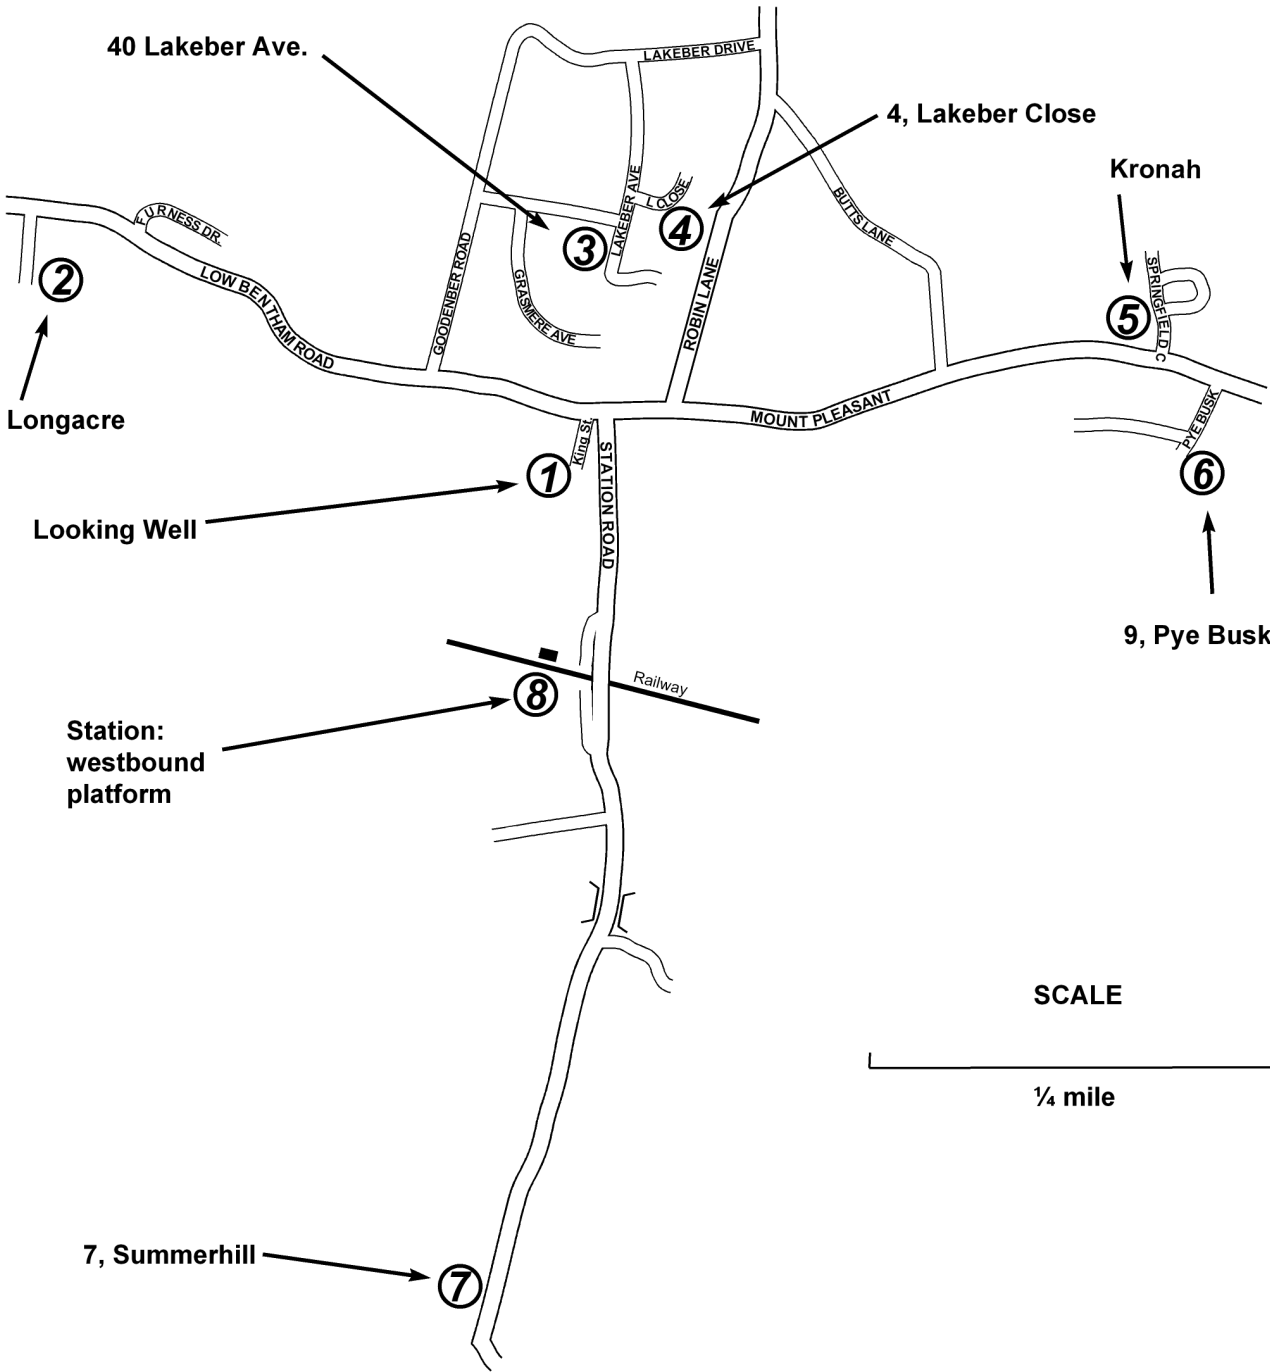 40 Lakeber Ave.
LAKEBER DRIVE
4, Lakeber Close
Kronah
FURNESS DR.
LAKEBER AVE
L CLOSE
BUTTS LANE
2
3
4
LOW BENTHAM ROAD
GOODENBER ROAD
GRASMERE AVE
ROBIN LANE
SPRINGFIELD C
5
Longacre
MOUNT PLEASANT
PYE BUSK
King St.
1
STATION ROAD
6
Looking Well
9, Pye Busk
Railway
8
Station:
westbound
platform
SCALE
¼ mile
7, Summerhill
7